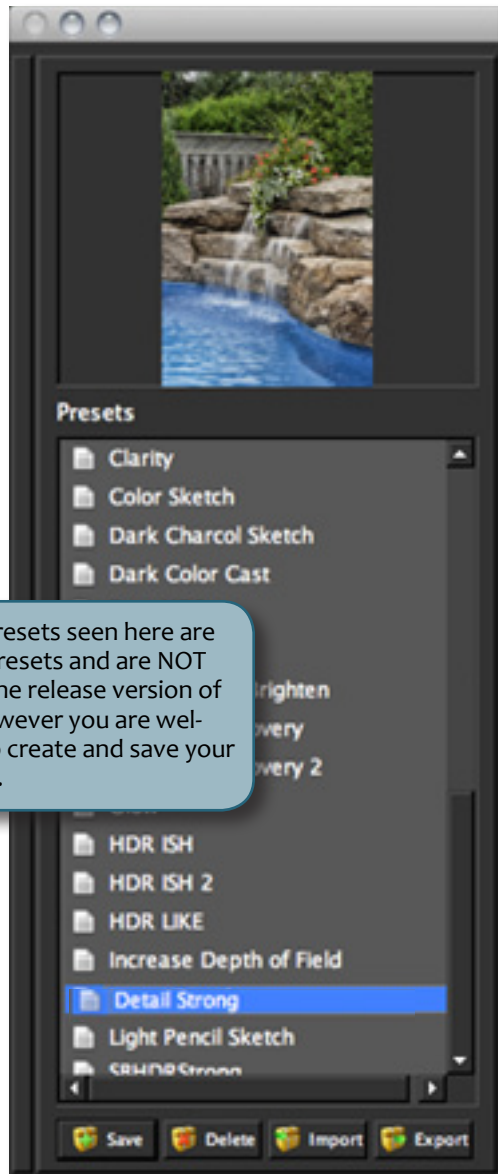 Presets
Clarity
Color Sketch
Dark Charcol Sketch
Dark Color Cast
resets seen here are
resets and are NOT
he release version of
wever you are wel-
o create and save your
righten
very
overy 2
HDR ISH
HDR ISH 2
HDR LIKE
Increase Depth of Field
Detail Strong
Light Pencil Sketch
SBHDRStrong
Save Delete Import Export